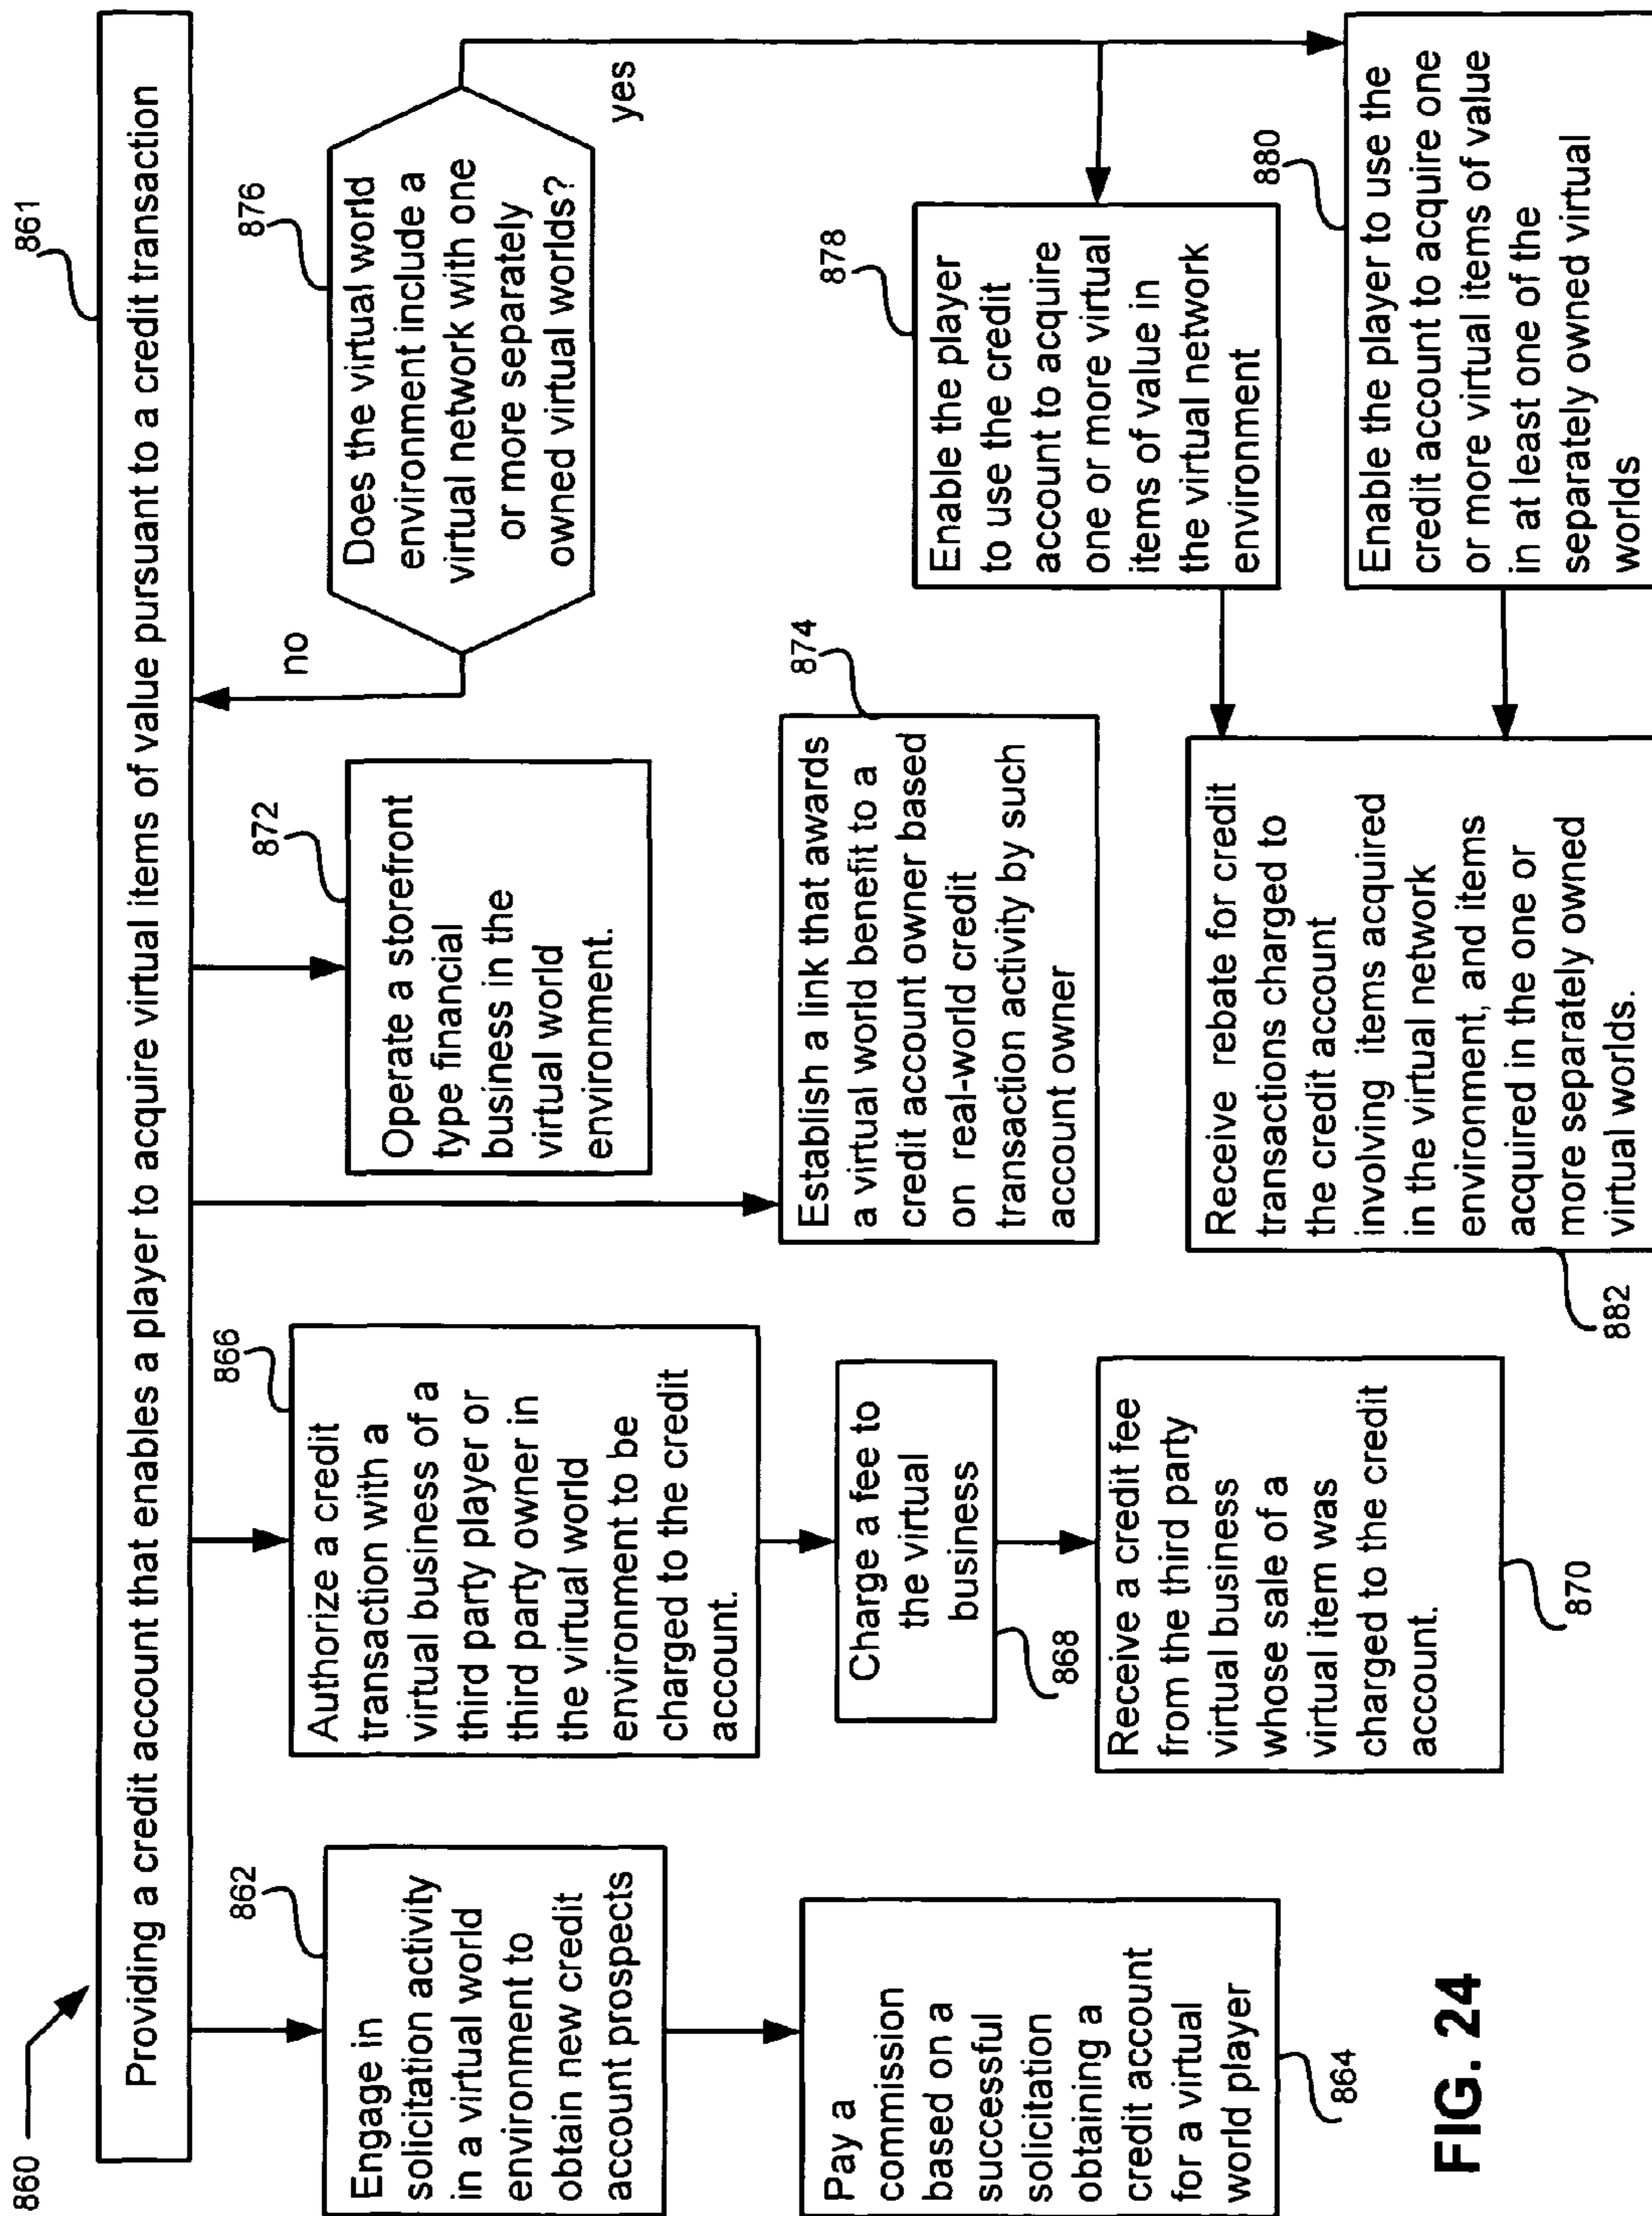 860
861
Providing a credit account that enables a player to acquire virtual items of value pursuant to a credit transaction
862
Engage in
solicitation activity
in a virtual world
environment to
obtain new credit
account prospects
Pay a
commission
based on a
successful
solicitation
obtaining a
credit account
for a virtual
world player
864
866
Authorize a credit
transaction with a
virtual business of a
third party player or
third party owner in
the virtual world
environment to be
charged to the credit
account.
Charge a fee to
the virtual
business
868
Receive a credit fee
from the third party
virtual business
whose sale of a
virtual item was
charged to the credit
account.
870
872
Operate a storefront
type financial
business in the
virtual world
environment.
874
Establish a link that awards
a virtual world benefit to a
credit account owner based
on real-world credit
transaction activity by such
account owner
no
876
Does the virtual world
environment include a
virtual network with one
or more separately
owned virtual worlds?
yes
878
Enable the player
to use the credit
account to acquire
one or more virtual
items of value in
the virtual network
environment
880
Enable the player to use the
credit account to acquire one
or more virtual items of value
in at least one of the
separately owned virtual
worlds
Receive rebate for credit
transactions charged to
the credit account
involving items acquired
in the virtual network
environment, and items
acquired in the one or
more separately owned
virtual worlds.
882
FIG. 24